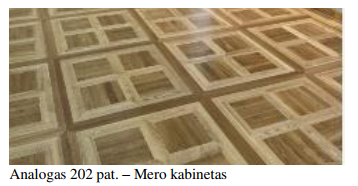 Analogas 202 pat. – Mero kabinetas